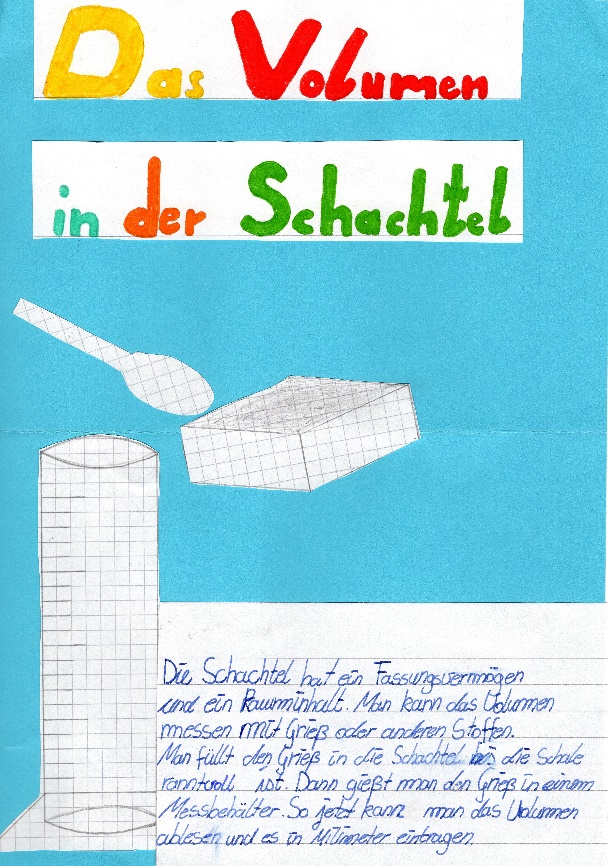 Das Volumen
in der Schachtel
Die Schachtel hat ein Fassungsvermögen
und ein Rauminhalt. Man kann das Volumen
messen mit Grieß oder anderen Stoffen.
Man füllt den Grieß in die Schachtel bis die Schale
ist. Dann gießt man den Grieß in einem
Messbehälter. So jetzt kann man das Volumen
ablesen und es in Milimeter eintragen.